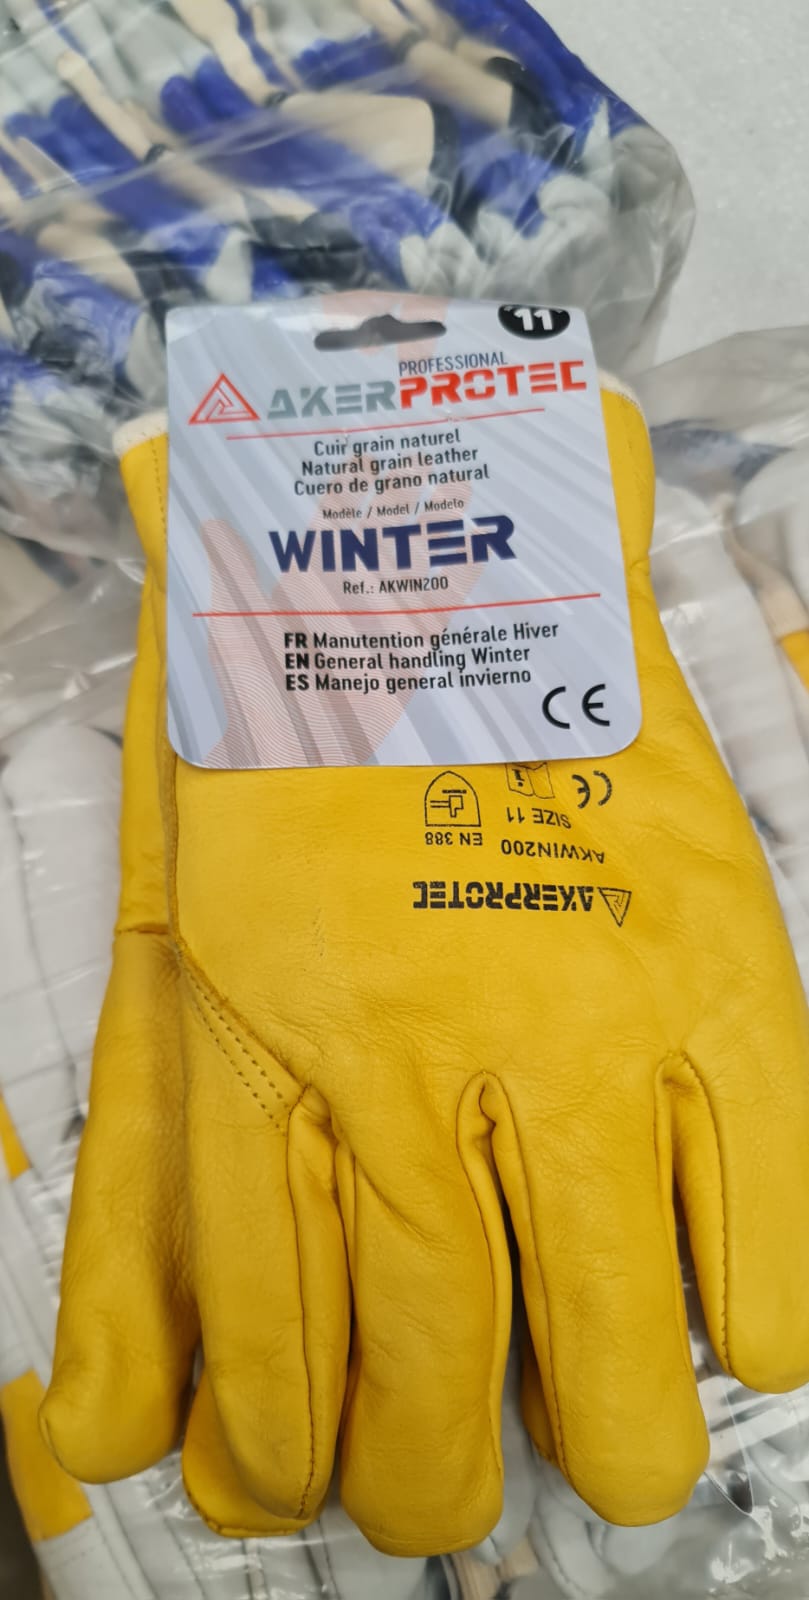 "11"
PROFESSIONAL
AKERPROTEC
Cuir grain naturel
Natural grain leather
Cuero de grano natural
Modèle / Model / Modelo
WINTER
Ref.: AKWIN200
FR Manutention générale Hiver
EN General handling Winter
ES Manejo general invierno
CE
AKERPROTEC
AKWIN200
EN 388
SIZE 11
i
CE